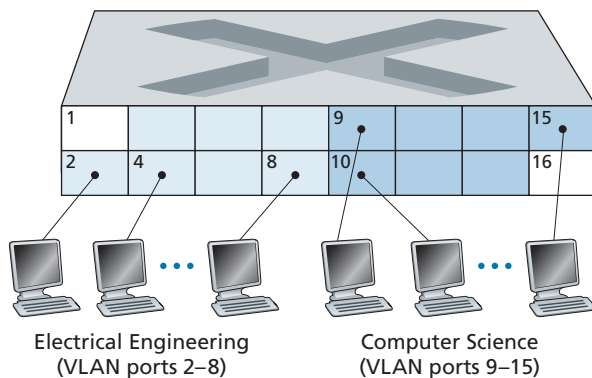 1 9 15
2 4 8 10 16
Electrical Engineering
(VLAN ports 2–8)
Computer Science
(VLAN ports 9–15)